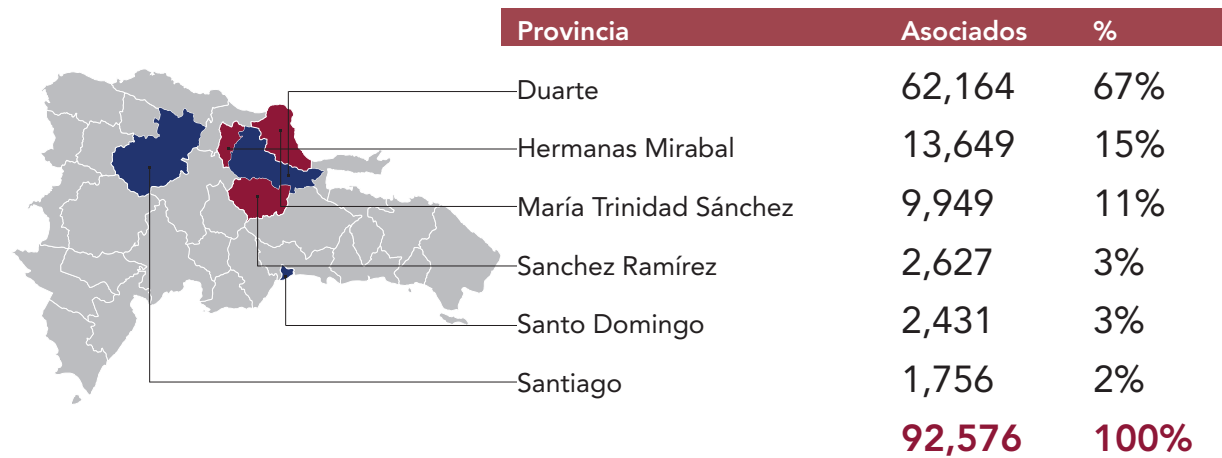 Provincia Asociados %
Duarte 62,164 67%
Hermanas Mirabal 13,649 15%
María Trinidad Sánchez 9,949 11%
Sanchez Ramírez 2,627 3%
Santo Domingo 2,431 3%
Santiago 1,756 2%
92,576 100%